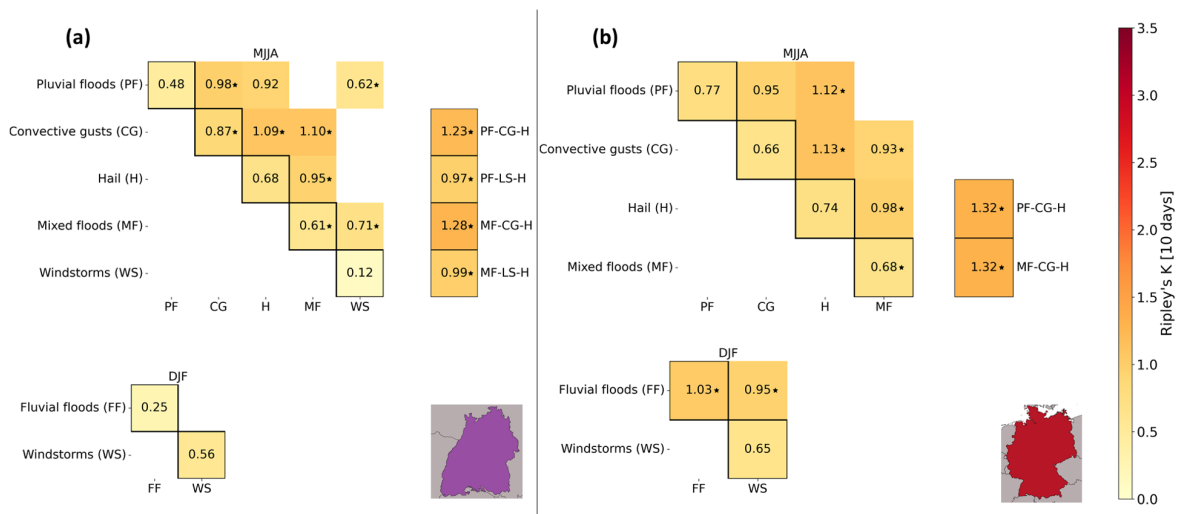 (a)
MJJA
Pluvial floods (PF) 0.48 0.98★ 0.92 0.62★
Convective gusts (CG) 0.87★ 1.09★ 1.10★ 1.23★ PF-CG-H
Hail (H) 0.68 0.95★ 0.97★ PF-LS-H
Mixed floods (MF) 0.61★ 0.71★ 1.28★ MF-CG-H
Windstorms (WS) 0.12 0.99★ MF-LS-H
PF CG H MF WS
DJF
Fluvial floods (FF) 0.25
Windstorms (WS) 0.56
FF WS
(b)
MJJA
Pluvial floods (PF) 0.77 0.95 1.12★
Convective gusts (CG) 0.66 1.13★ 0.93★
Hail (H) 0.74 0.98★ 1.32★ PF-CG-H
Mixed floods (MF) 0.68★ 1.32★ MF-CG-H
PF CG H MF
DJF
Fluvial floods (FF) 1.03★ 0.95★
Windstorms (WS) 0.65
FF WS
3.5
3.0
2.5
2.0
1.5
1.0
0.5
0.0
Ripley's K [10 days]